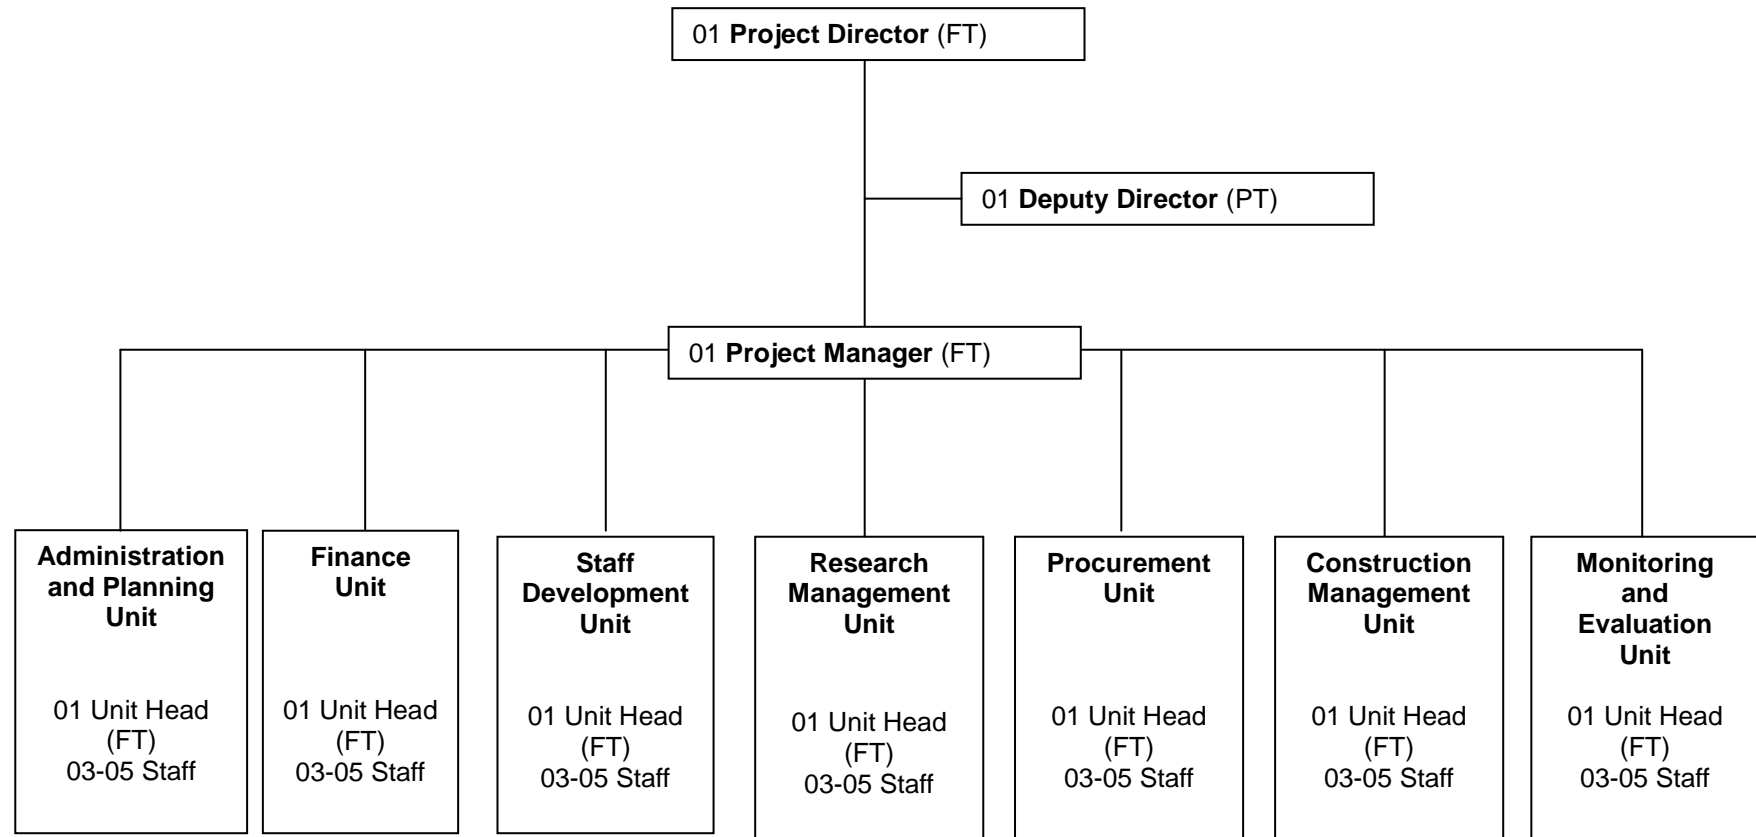 01 Project Director (FT)
01 Deputy Director (PT)
01 Project Manager (FT)
Administration
and Planning
Unit
01 Unit Head
(FT)
03-05 Staff
Finance
Unit
01 Unit Head
(FT)
03-05 Staff
Staff
Development
Unit
01 Unit Head
(FT)
03-05 Staff
Research
Management
Unit
01 Unit Head
(FT)
03-05 Staff
Procurement
Unit
01 Unit Head
(FT)
03-05 Staff
Construction
Management
Unit
01 Unit Head
(FT)
03-05 Staff
Monitoring
and
Evaluation
Unit
01 Unit Head
(FT)
03-05 Staff